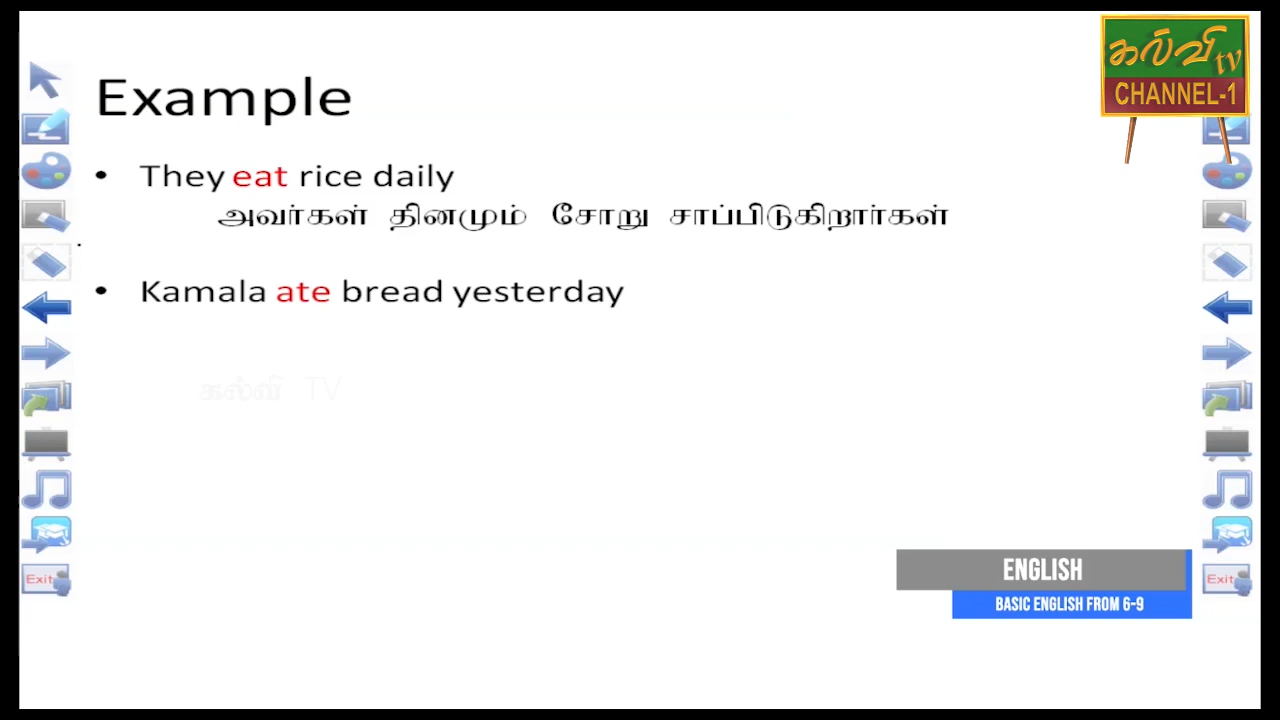 கல்வி tv
CHANNEL-1
Example
• They eat rice daily
அவர்கள் தினமும் சோறு சாப்பிடுகிறார்கள்
• Kamala ate bread yesterday
கல்வி TV
Exit
Exit
ENGLISH
BASIC ENGLISH FROM 6-9